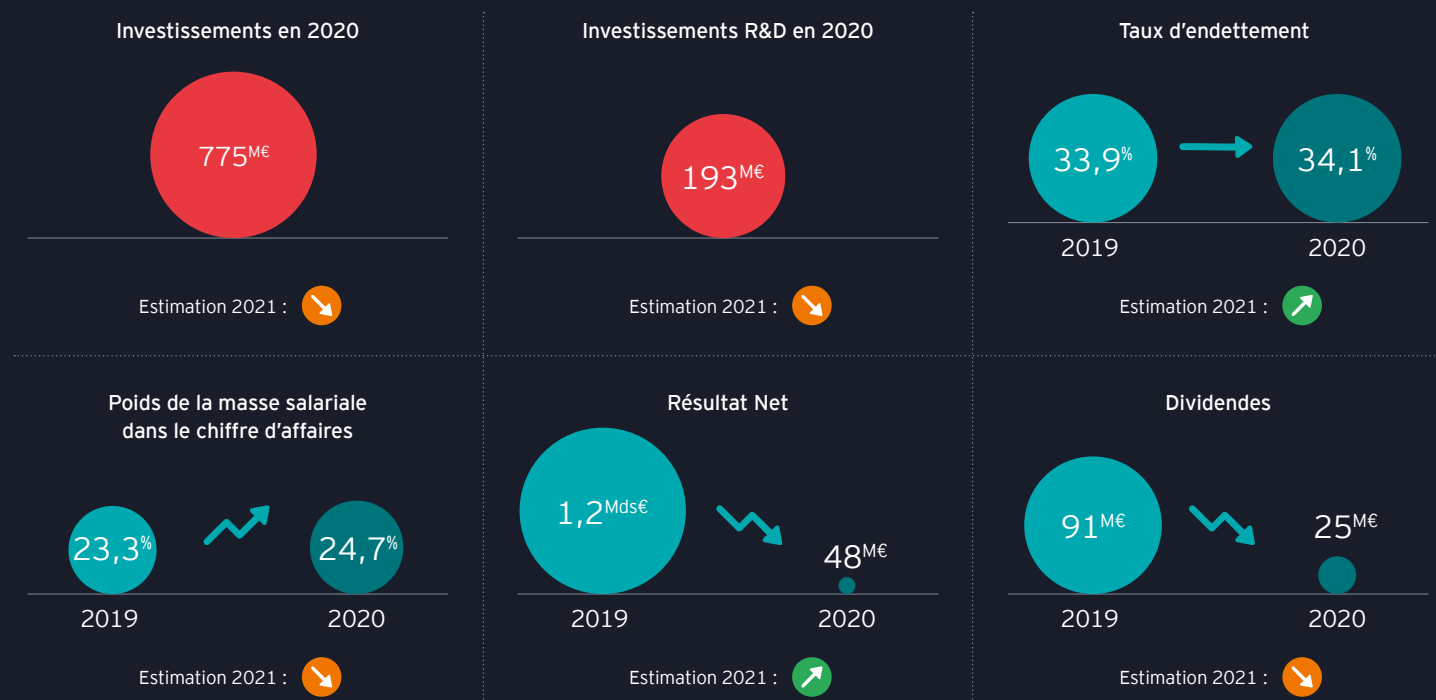 Investissements en 2020
775M€
Estimation 2021 :
Investissements R&D en 2020
193M€
Estimation 2021 :
Taux d'endettement
33,9%
34,1%
2019
2020
Estimation 2021 :
Poids de la masse salariale
dans le chiffre d'affaires
23,3%
24,7%
2019
2020
Estimation 2021 :
Résultat Net
1,2Mds€
48M€
2019
2020
Estimation 2021 :
Dividendes
91M€
25M€
2019
2020
Estimation 2021 :